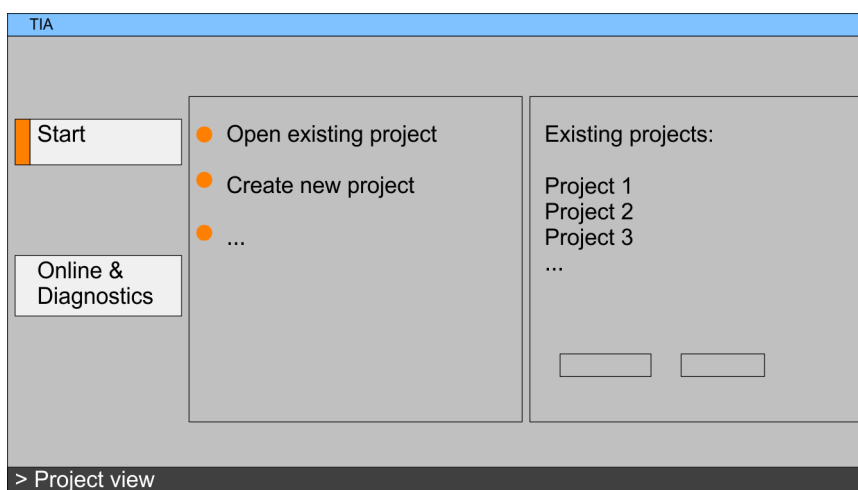 TIA
Start
Online &
Diagnostics
Open existing project
Create new project
...
Existing projects:
Project 1
Project 2
Project 3
...
> Project view